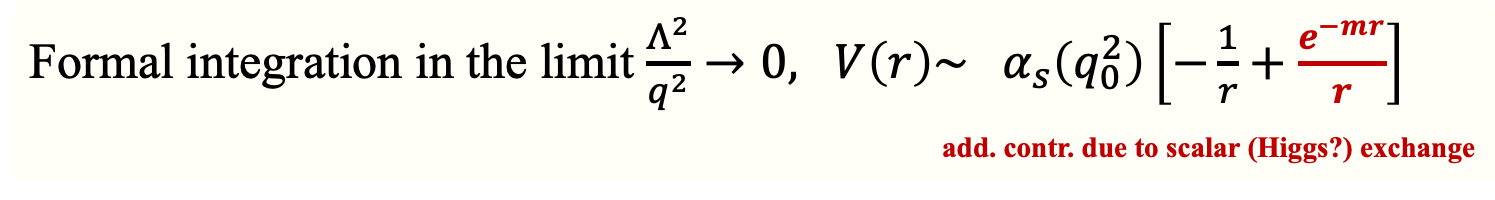 Formal integration in the limit Λ²/q² → 0, V(r)~ αₛ(q₀²) [−1/r + e^{−mr}/r]
add. contr. due to scalar (Higgs?) exchange